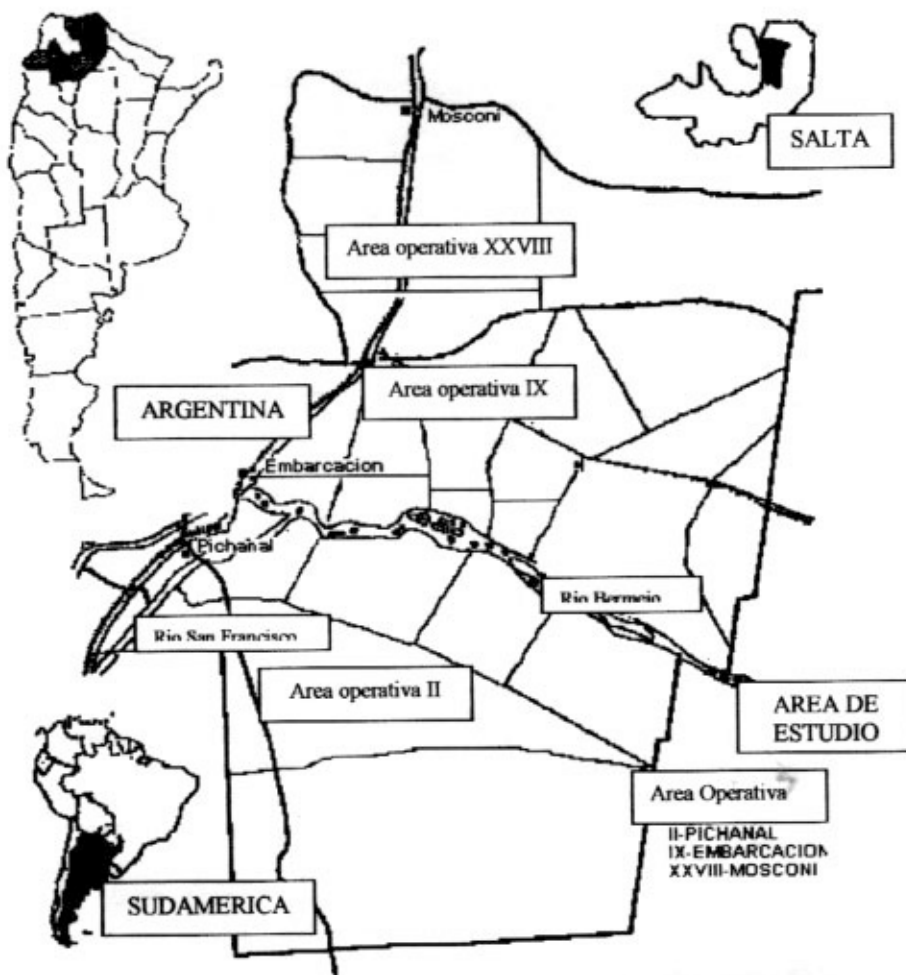 Mosconi
SALTA
Area operativa XXVIII
Area operativa IX
ARGENTINA
Embarcacion
Pichanal
Rio Bermejo
Rio San Francisco
Area operativa II
AREA DE
ESTUDIO
Area Operativa
II-PICHANAL
IX-EMBARCACION
XXVIII-MOSCONI
SUDAMERICA